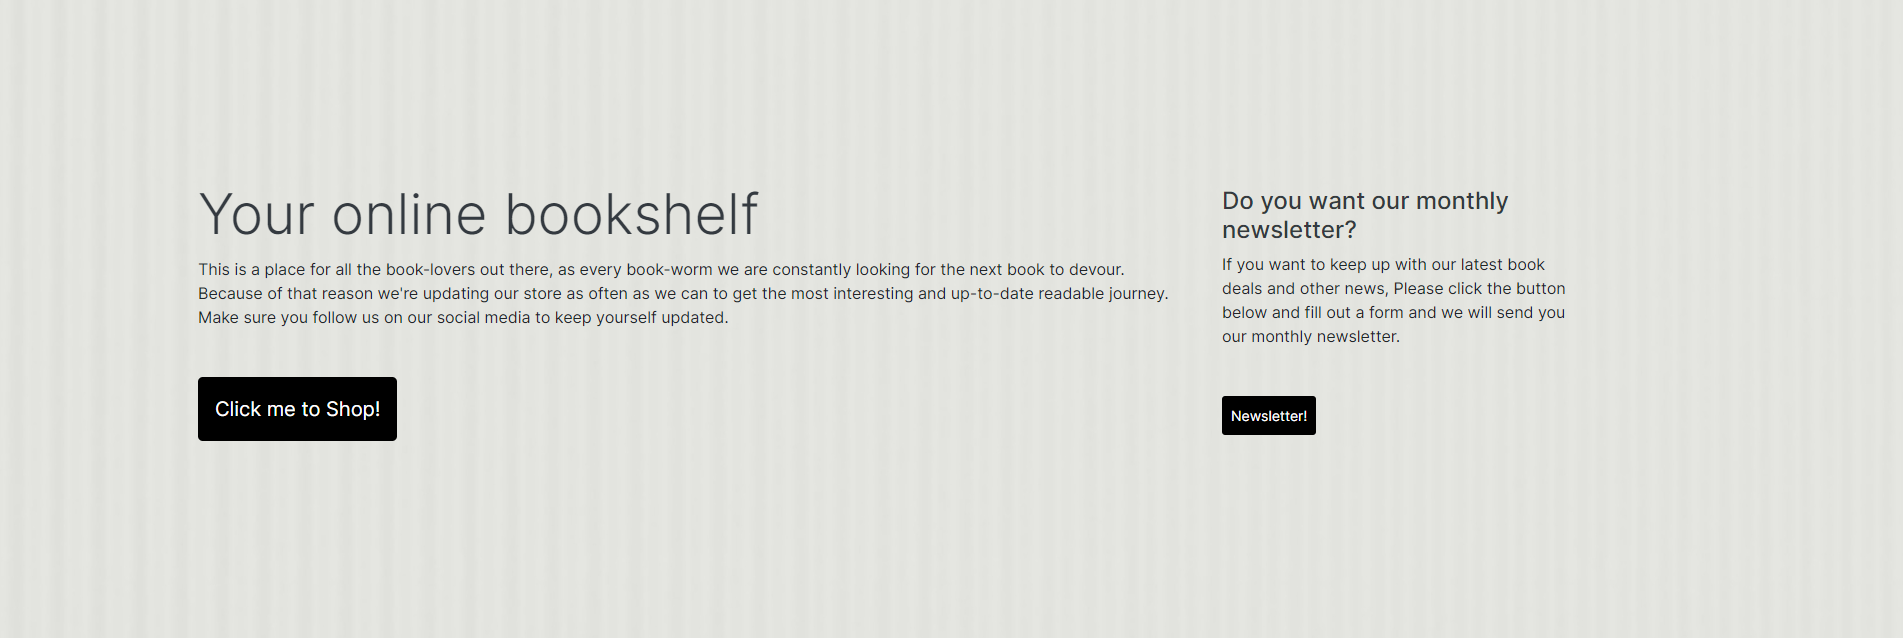 Your online bookshelf
This is a place for all the book-lovers out there, as every book-worm we are constantly looking for the next book to devour.
Because of that reason we're updating our store as often as we can to get the most interesting and up-to-date readable journey.
Make sure you follow us on our social media to keep yourself updated.
Click me to Shop!
Do you want our monthly
newsletter?
If you want to keep up with our latest book
deals and other news, Please click the button
below and fill out a form and we will send you
our monthly newsletter.
Newsletter!